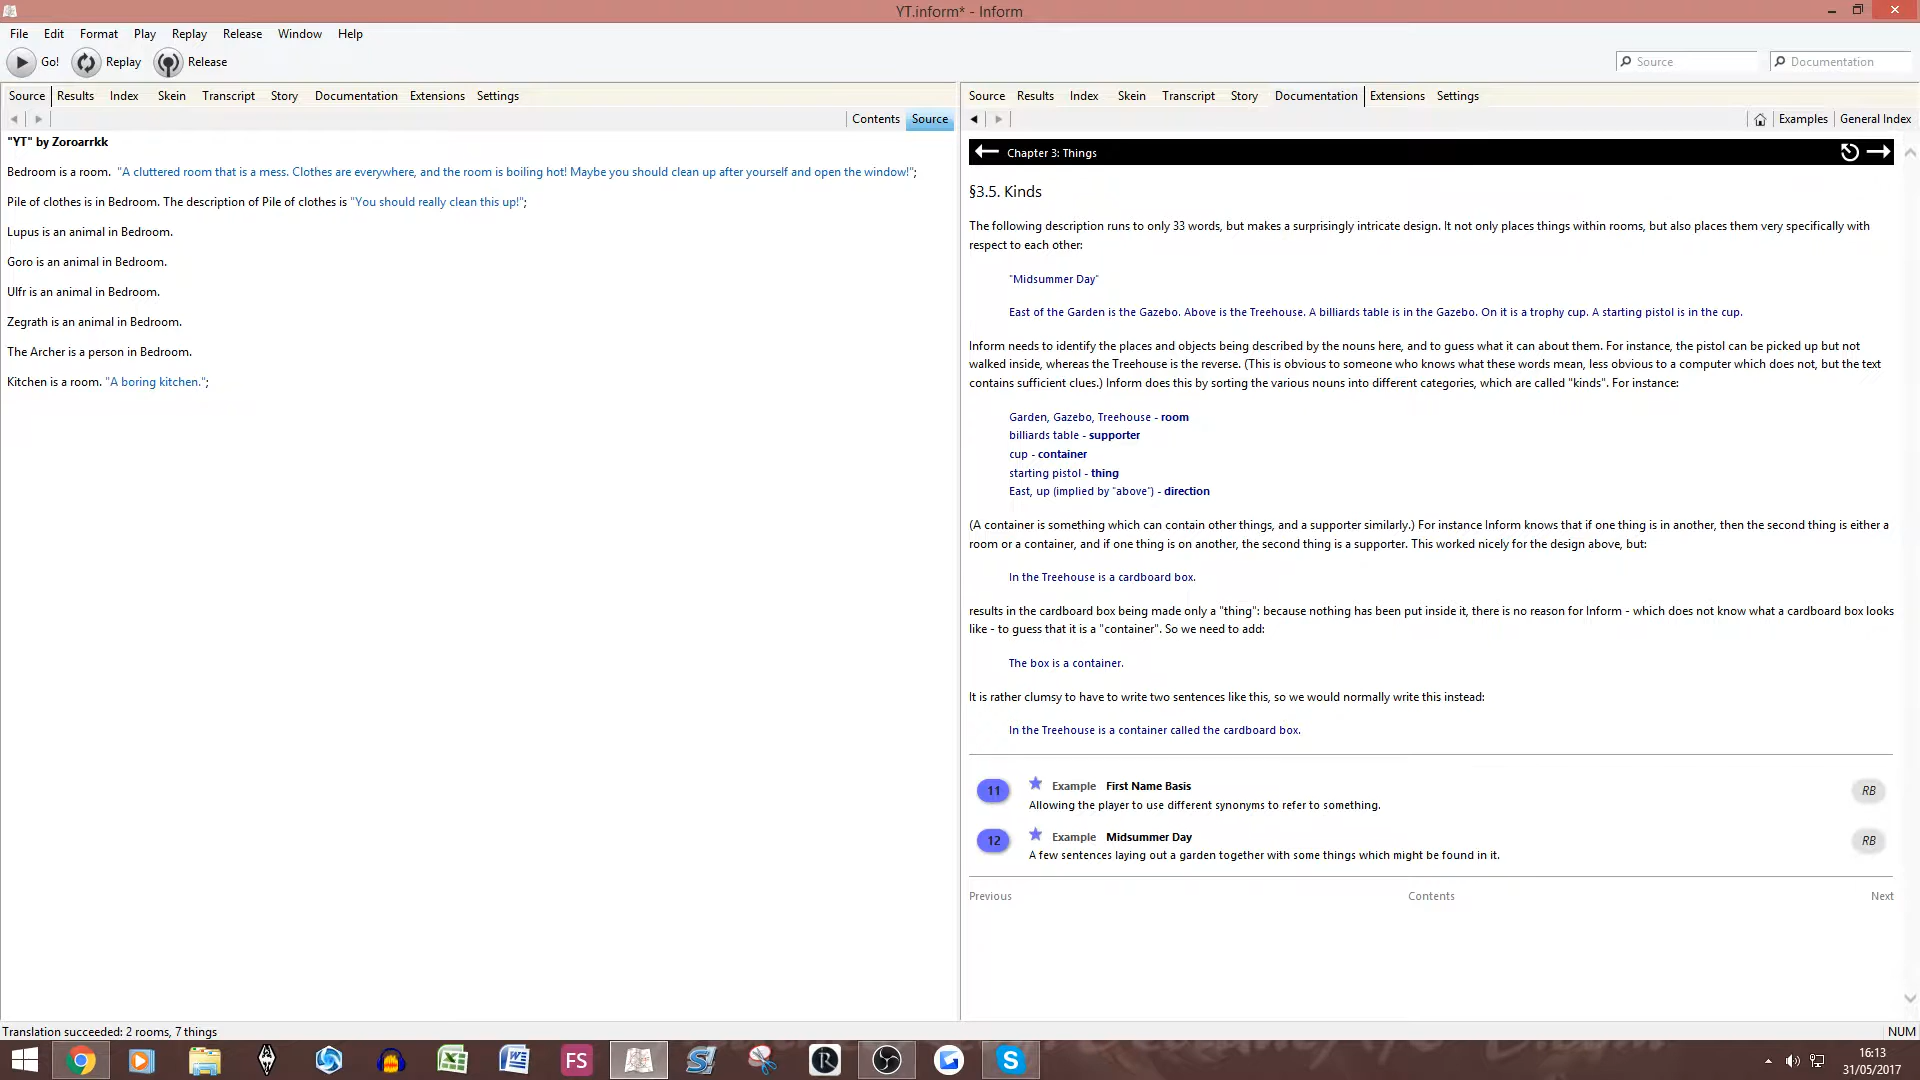 YT.inform* - Inform
File Edit Format Play Replay Release Window Help
Go! Replay Release
Source Documentation
Source Results Index Skein Transcript Story Documentation Extensions Settings
Contents Source
"YT" by Zoroarrkk
Bedroom is a room. "A cluttered room that is a mess. Clothes are everywhere, and the room is boiling hot! Maybe you should clean up after yourself and open the window!";
Pile of clothes is in Bedroom. The description of Pile of clothes is "You should really clean this up!";
Lupus is an animal in Bedroom.
Goro is an animal in Bedroom.
Ulfr is an animal in Bedroom.
Zegrath is an animal in Bedroom.
The Archer is a person in Bedroom.
Kitchen is a room. "A boring kitchen.";
Source Results Index Skein Transcript Story Documentation Extensions Settings
Examples General Index
Chapter 3: Things
§3.5. Kinds
The following description runs to only 33 words, but makes a surprisingly intricate design. It not only places things within rooms, but also places them very specifically with
respect to each other:
"Midsummer Day"
East of the Garden is the Gazebo. Above is the Treehouse. A billiards table is in the Gazebo. On it is a trophy cup. A starting pistol is in the cup.
Inform needs to identify the places and objects being described by the nouns here, and to guess what it can about them. For instance, the pistol can be picked up but not
walked inside, whereas the Treehouse is the reverse. (This is obvious to someone who knows what these words mean, less obvious to a computer which does not, but the text
contains sufficient clues.) Inform does this by sorting the various nouns into different categories, which are called "kinds". For instance:
Garden, Gazebo, Treehouse - room
billiards table - supporter
cup - container
starting pistol - thing
East, up (implied by "above") - direction
(A container is something which can contain other things, and a supporter similarly.) For instance Inform knows that if one thing is in another, then the second thing is either a
room or a container, and if one thing is on another, the second thing is a supporter. This worked nicely for the design above, but:
In the Treehouse is a cardboard box.
results in the cardboard box being made only a "thing": because nothing has been put inside it, there is no reason for Inform - which does not know what a cardboard box looks
like - to guess that it is a "container". So we need to add:
The box is a container.
It is rather clumsy to have to write two sentences like this, so we would normally write this instead:
In the Treehouse is a container called the cardboard box.
11 Example First Name Basis RB
Allowing the player to use different synonyms to refer to something.
12 Example Midsummer Day RB
A few sentences laying out a garden together with some things which might be found in it.
Previous Contents Next
Translation succeeded: 2 rooms, 7 things
NUM
FS
16:13
31/05/2017